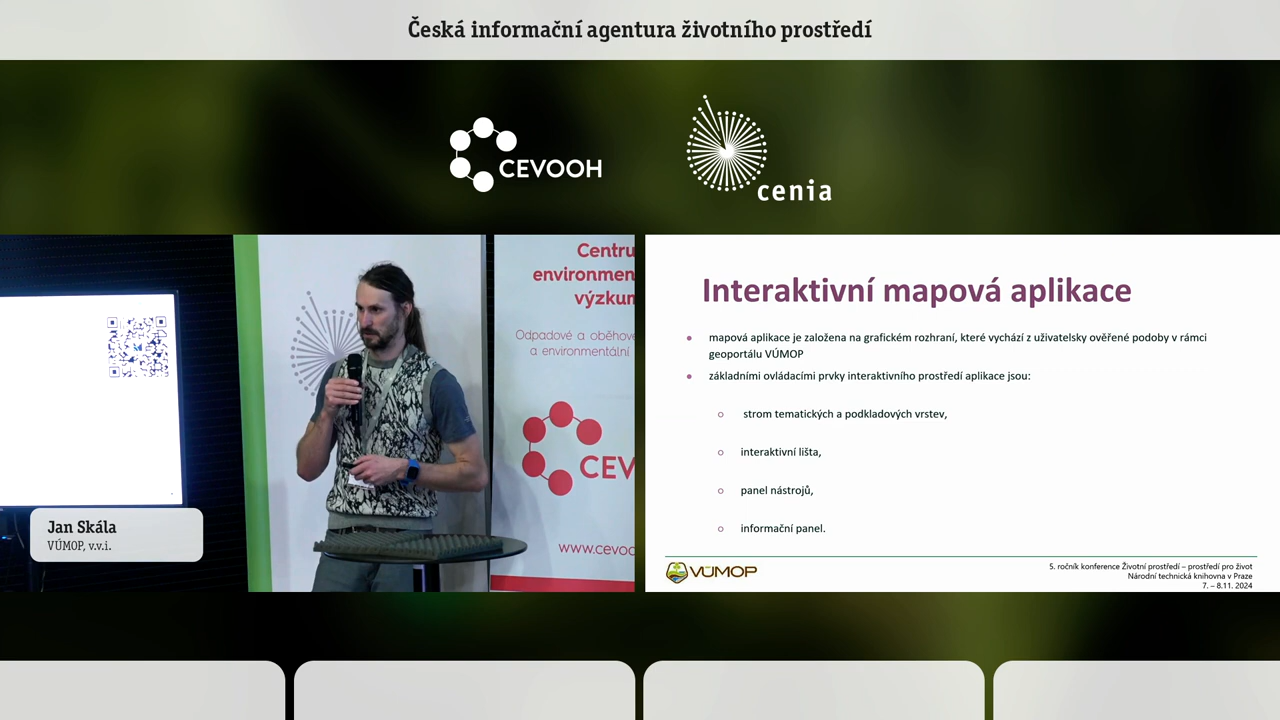 Česká informační agentura životního prostředí
CEVOOH
cenia
Centru
environmen
výzkum
Odpadové a oběhové
a environmentální
CEV
www.cevoo
Jan Skála
VÚMOP, v.v.i.
Interaktivní mapová aplikace
mapová aplikace je založena na grafickém rozhraní, které vychází z uživatelsky ověřené podoby v rámci
geoportálu VÚMOP
základními ovládacími prvky interaktivního prostředí aplikace jsou:
strom tematických a podkladových vrstev,
interaktivní lišta,
panel nástrojů,
informační panel.
VÚMOP
5. ročník konference Životní prostředí – prostředí pro život
Národní technická knihovna v Praze
7. – 8.11. 2024